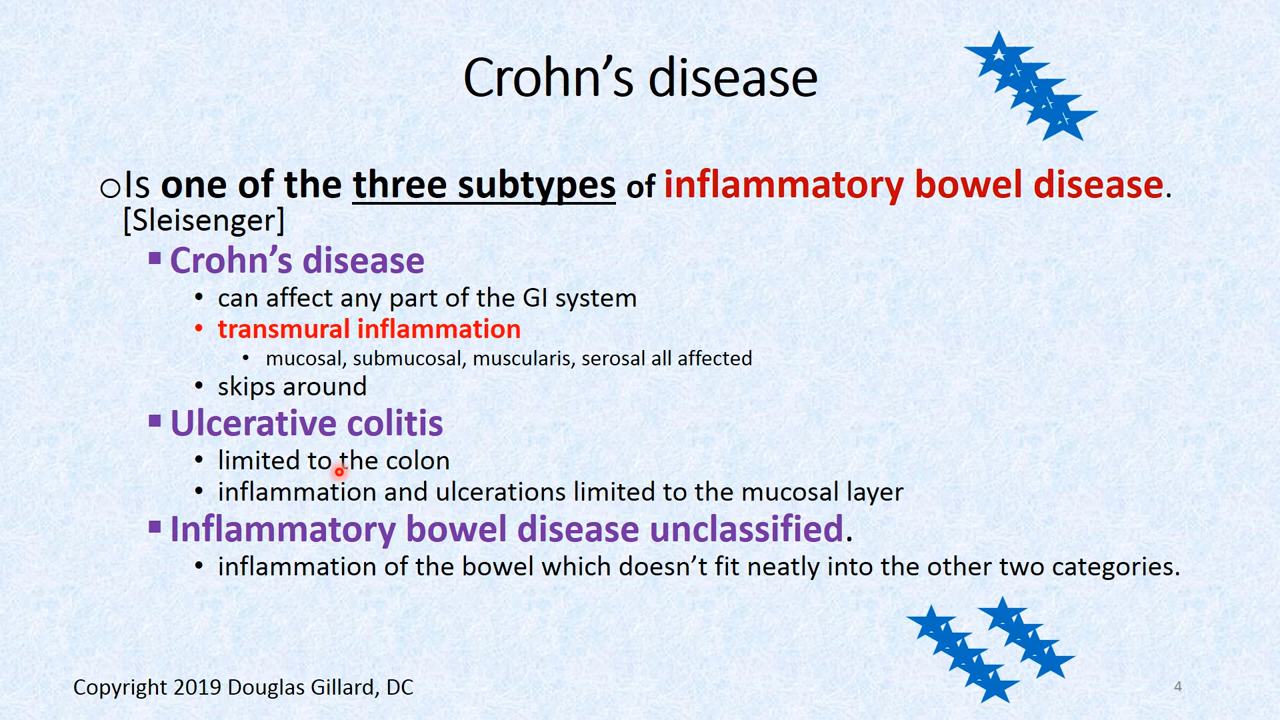 Crohn’s disease
○Is one of the three subtypes of inflammatory bowel disease.
[Sleisenger]
▪ Crohn’s disease
• can affect any part of the GI system
• transmural inflammation
• mucosal, submucosal, muscularis, serosal all affected
• skips around
▪ Ulcerative colitis
• limited to the colon
• inflammation and ulcerations limited to the mucosal layer
▪ Inflammatory bowel disease unclassified.
• inflammation of the bowel which doesn’t fit neatly into the other two categories.
Copyright 2019 Douglas Gillard, DC
4